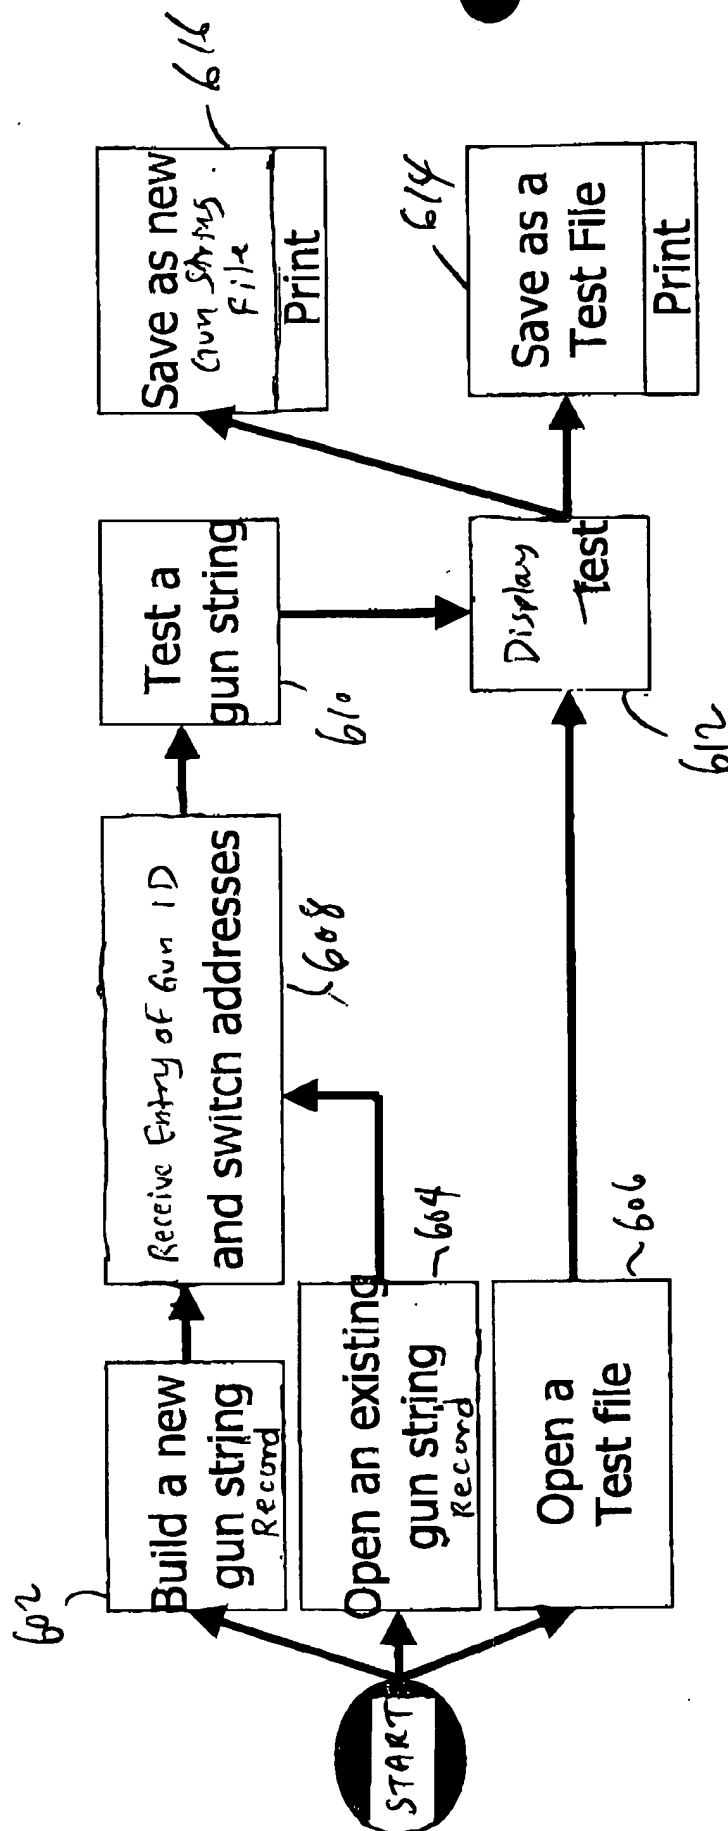 START
602
Build a new
gun string
Record
Open an existing
gun string
Record
604
Open a
Test file
606
Receive Entry of Gun ID
and switch addresses
608
Test a
gun string
610
Display
Test
612
Save as new
Gun String
File
Print
616
Save as a
Test File
Print
614